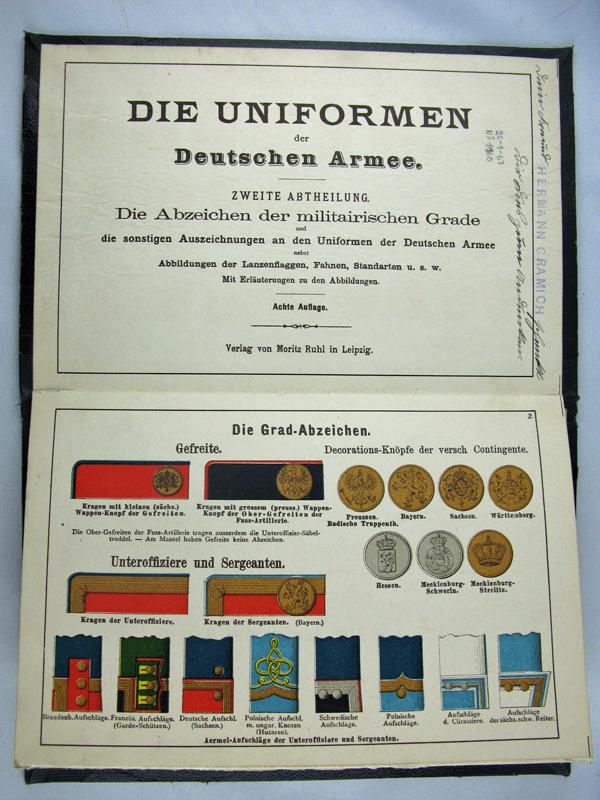 DIE UNIFORMEN
der
Deutschen Armee.
ZWEITE ABTHEILUNG.
Die Abzeichen der militairischen Grade
und
die sonstigen Auszeichnungen an den Uniformen der Deutschen Armee
nebst
Abbildungen der Lanzenflaggen, Fahnen, Standarten u. s. w.
Mit Erläuterungen zu den Abbildungen.
Achte Auflage.
Verlag von Moritz Ruhl in Leipzig.
HERMANN GRAMICH
2.
Die Grad-Abzeichen.
Gefreite.
Kragen mit kleinen (sächs.)
Wappen-Knopf der Gefreiten.
Kragen mit grossem (preuss.) Wappen-
Knopf der Ober-Gefreiten der
Fuss-Artillerie.
Die Ober-Gefreiten der Fuss-Artillerie tragen ausserdem die Unteroffizier-Säbel-
troddel. — Am Mantel haben Gefreite keine Abzeichen.
Decorations-Knöpfe der versch Contingente.
Preussen.
Badische Truppenth.
Bayern.
Sachsen.
Württemberg.
Hessen.
Mecklenburg-
Schwerin.
Mecklenburg-
Strelitz.
Unteroffiziere und Sergeanten.
Kragen der Unteroffiziere.
Kragen der Sergeanten. (Bayern.)
Brandenb. Aufschläge.
Französ. Aufschläge.
(Garde-Schützen.)
Deutsche Aufschl.
(Sachsen.)
Polnische Aufschl.
m. ungar. Knoten
(Husaren).
Schwedische
Aufschläge.
Polnische
Aufschläge.
Aufschläge
d. Cürassiere.
Aufschläge
der sächs. schw. Reiter.
Aermel-Aufschläge der Unteroffiziere und Sergeanten.